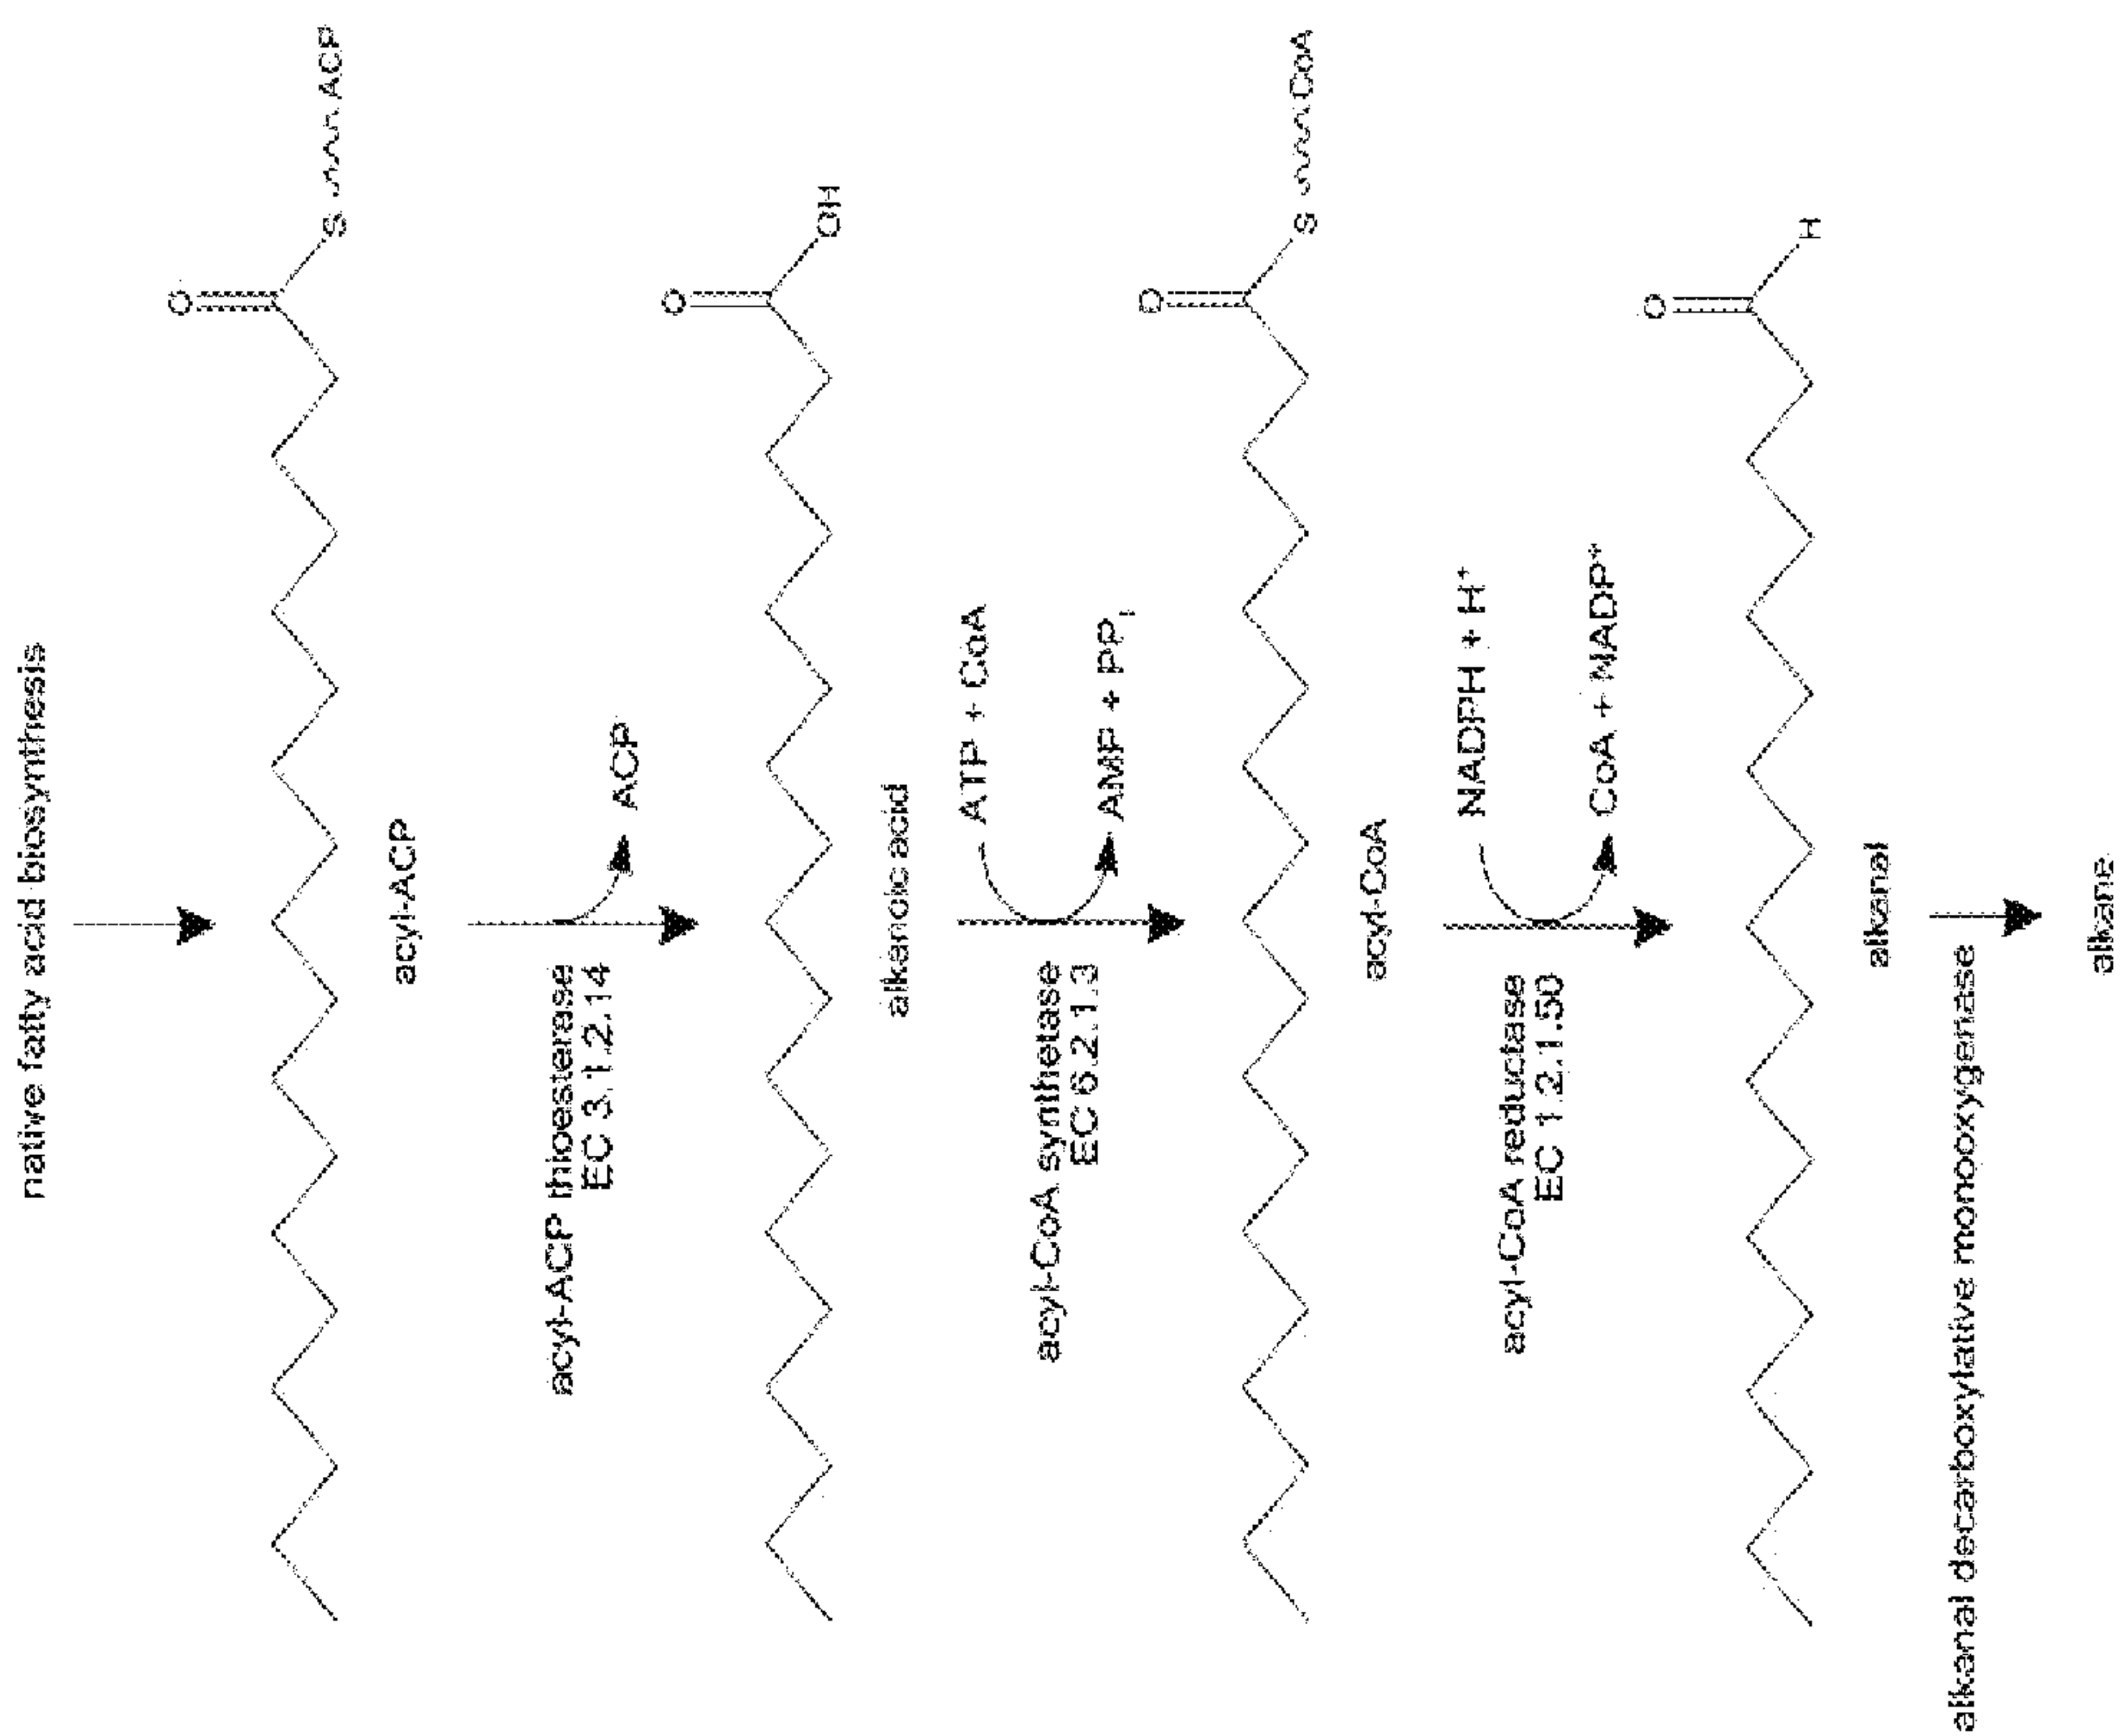 native fatty acid biosynthesis
O
S
ACP
acyl-ACP
acyl-ACP thioesterase
EC 3.1.2.14
ACP
O
OH
alkanoic acid
acyl-CoA synthetase
EC 6.2.1.3
ATP + CoA
AMP + PPi
O
S
CoA
acyl-CoA
acyl-CoA reductase
EC 1.2.1.50
NADPH + H+
CoA + NADP+
O
H
alkanal
alkanal decarboxylative monooxygenase
alkane